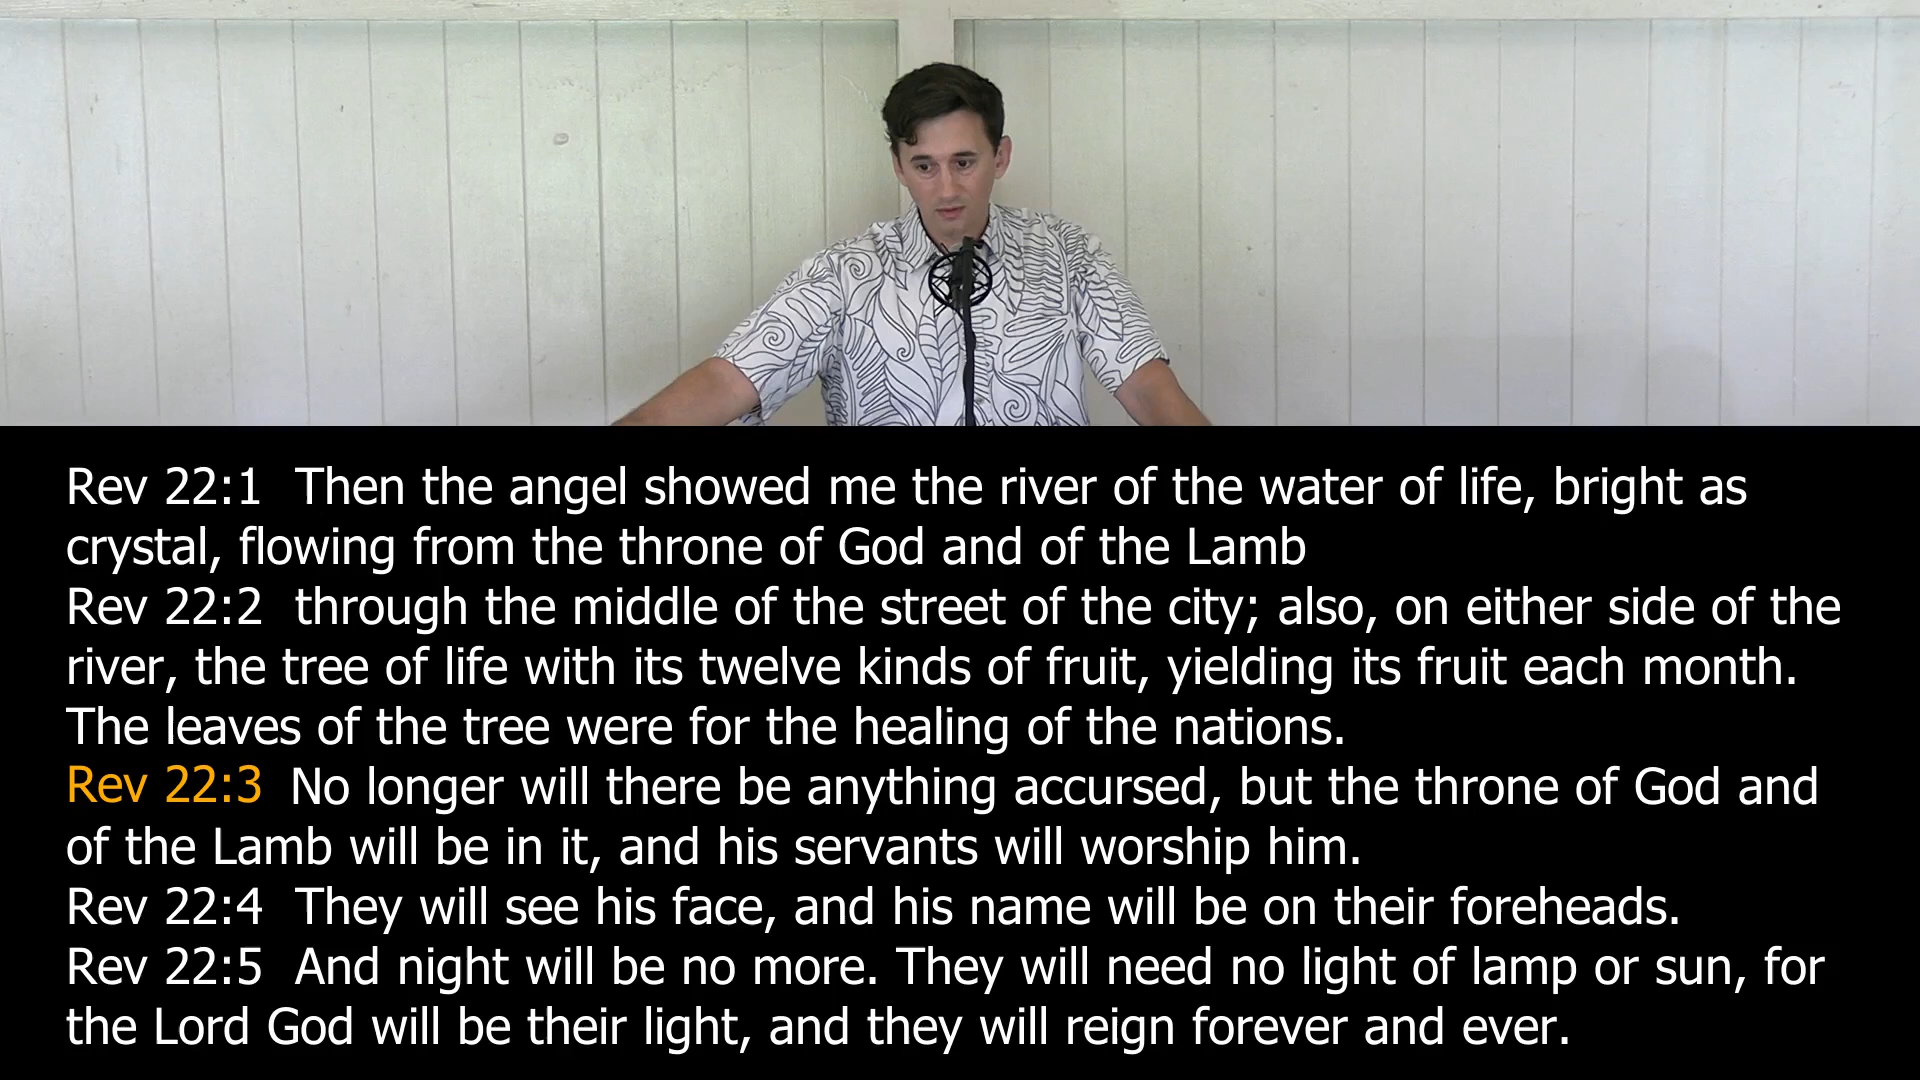 Rev 22:1  Then the angel showed me the river of the water of life, bright as
crystal, flowing from the throne of God and of the Lamb
Rev 22:2  through the middle of the street of the city; also, on either side of the
river, the tree of life with its twelve kinds of fruit, yielding its fruit each month.
The leaves of the tree were for the healing of the nations.
Rev 22:3  No longer will there be anything accursed, but the throne of God and
of the Lamb will be in it, and his servants will worship him.
Rev 22:4  They will see his face, and his name will be on their foreheads.
Rev 22:5  And night will be no more. They will need no light of lamp or sun, for
the Lord God will be their light, and they will reign forever and ever.